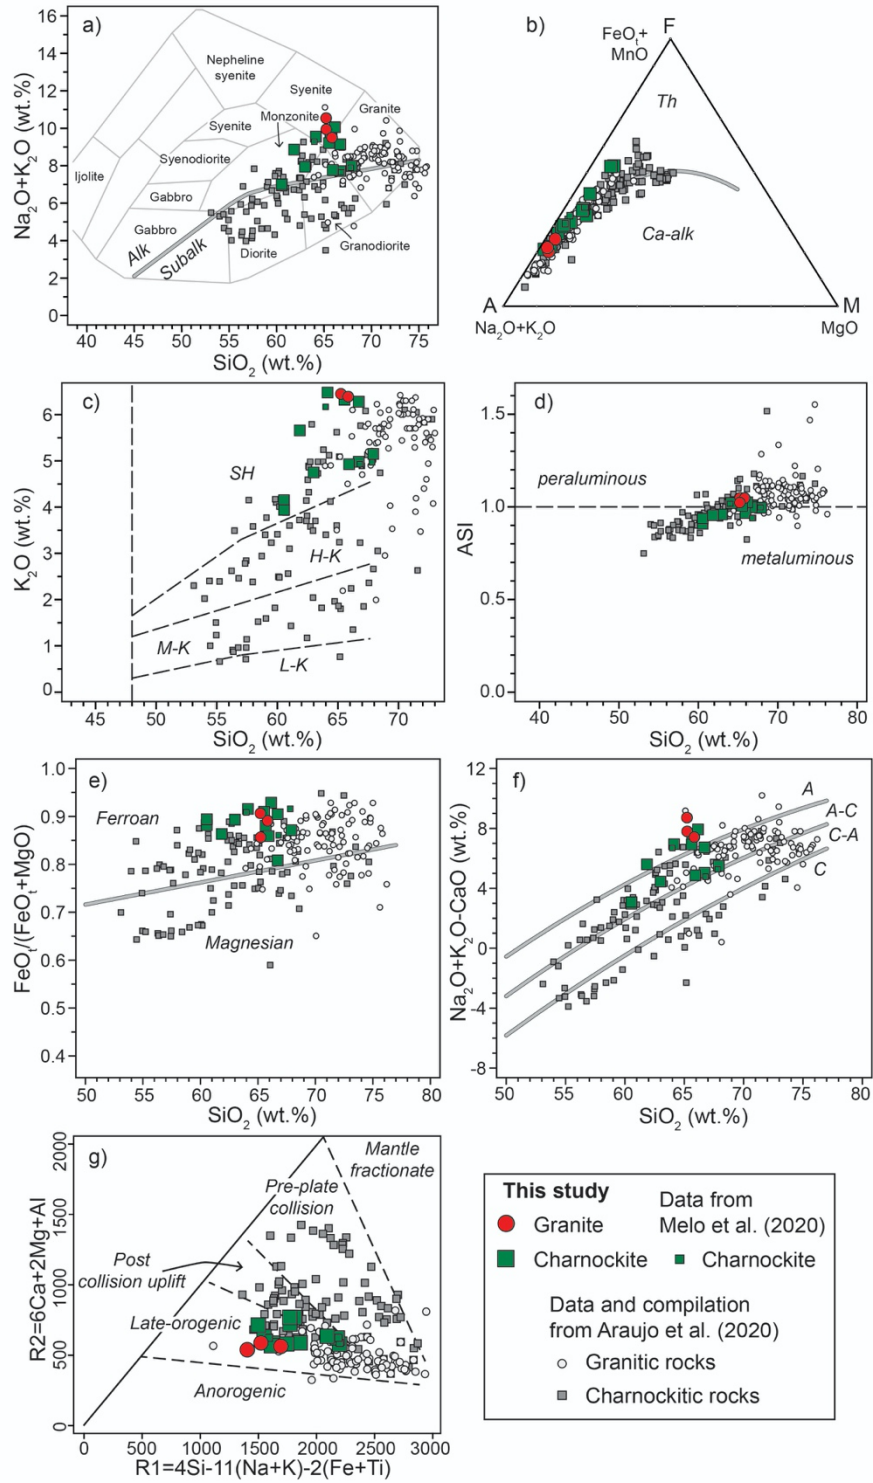 a)
Na₂O+K₂O (wt.%)
16
14
12
10
8
6
4
2
0
Nepheline
syenite
Syenite
Granite
Monzonite
Syenite
Syenodiorite
Ijolite
Gabbro
Gabbro
Alk
Subalk
Diorite
Granodiorite
40 45 50 55 60 65 70 75
SiO₂ (wt.%)
b)
F
FeOₜ+
MnO
Th
Ca-alk
A
Na₂O+K₂O
M
MgO
c)
K₂O (wt.%)
6
5
4
3
2
1
0
SH
H-K
M-K
L-K
45 50 55 60 65 70
SiO₂ (wt.%)
d)
ASI
1.5
1.0
0.5
0.0
peraluminous
metaluminous
40 50 60 70 80
SiO₂ (wt.%)
e)
FeOₜ/(FeOₜ+MgO)
1.0
0.9
0.8
0.7
0.6
0.5
0.4
Ferroan
Magnesian
50 60 70 80
SiO₂ (wt.%)
f)
Na₂O+K₂O-CaO (wt.%)
12
8
4
0
-4
-8
A
A-C
C-A
C
50 55 60 65 70 75 80
SiO₂ (wt.%)
g)
R2=6Ca+2Mg+Al
2000
1500
1000
500
0
Mantle
fractionate
Pre-plate
collision
Post
collision uplift
Late-orogenic
Anorogenic
0 500 1000 1500 2000 2500 3000
R1=4Si-11(Na+K)-2(Fe+Ti)
This study
Granite
Charnockite
Data from
Melo et al. (2020)
Charnockite
Data and compilation
from Araujo et al. (2020)
Granitic rocks
Charnockitic rocks